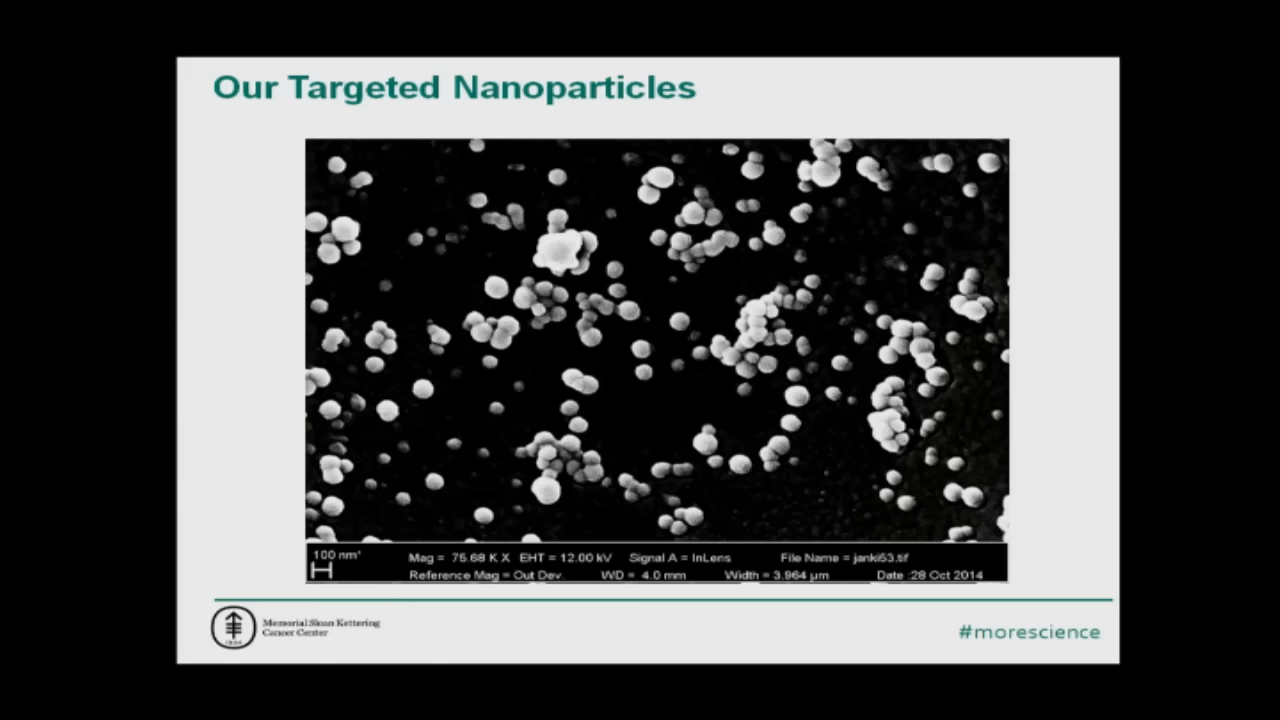 Our Targeted Nanoparticles
100 nm*
Mag = 75.68 K X EHT = 12.00 kV Signal A = InLens File Name = janki53.tif
Reference Mag = Out Dev. WD = 4.0 mm Width = 3.964 µm Date :28 Oct 2014
Memorial Sloan Kettering
Cancer Center
#morescience